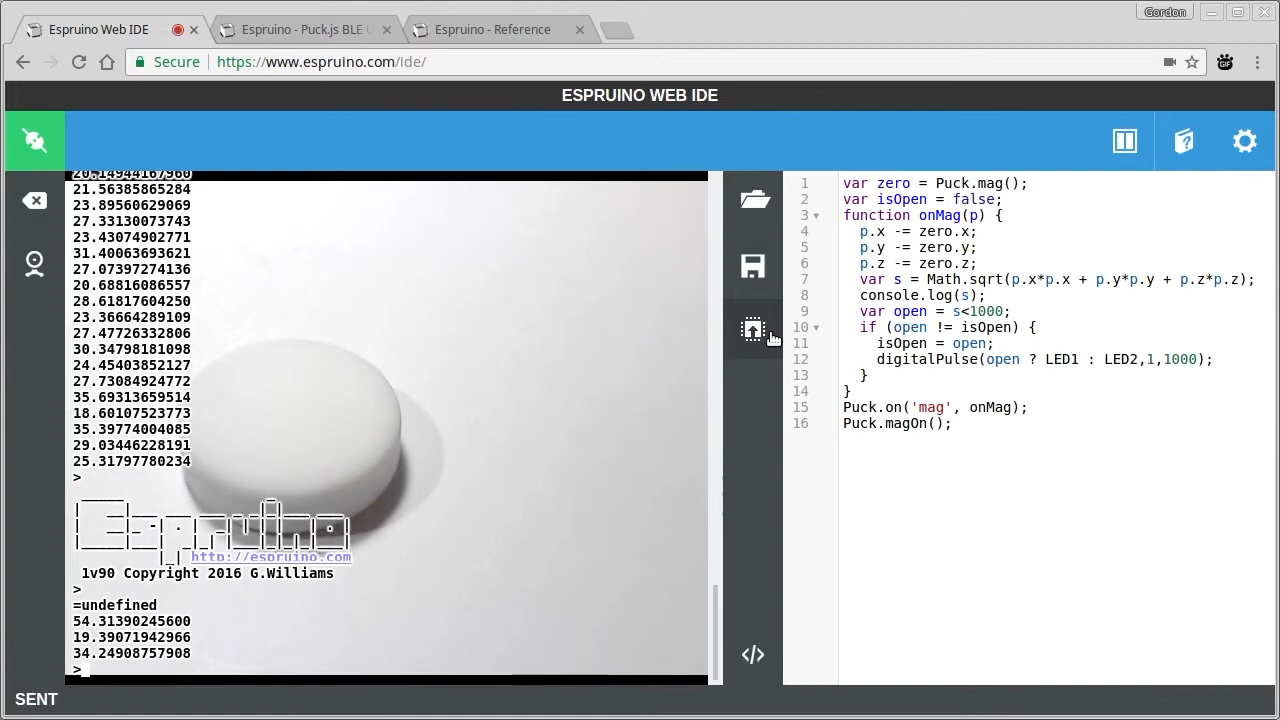 Gordon
Espruino Web IDE
Espruino - Puck.js BLE U
Espruino - Reference
Secure
https://www.espruino.com/ide/
GIF
ESPRUINO WEB IDE
20.14944167960
21.56385865284
23.89560629069
27.33130073743
23.43074902771
31.40063693621
27.07397274136
20.68816086557
28.61817604250
23.36664289109
27.47726332806
30.34798181098
24.45403852127
27.73084924772
35.69313659514
18.60107523773
35.39774004085
29.03446228191
25.31797780234
>
Espruino
http://espruino.com
1v90 Copyright 2016 G.Williams
>
=undefined
54.31390245600
19.39071942966
34.24908757908
>
1 var zero = Puck.mag();
2 var isOpen = false;
3 function onMag(p) {
4 p.x -= zero.x;
5 p.y -= zero.y;
6 p.z -= zero.z;
7 var s = Math.sqrt(p.x*p.x + p.y*p.y + p.z*p.z);
8 console.log(s);
9 var open = s<1000;
10 if (open != isOpen) {
11 isOpen = open;
12 digitalPulse(open ? LED1 : LED2,1,1000);
13 }
14 }
15 Puck.on('mag', onMag);
16 Puck.magOn();
SENT